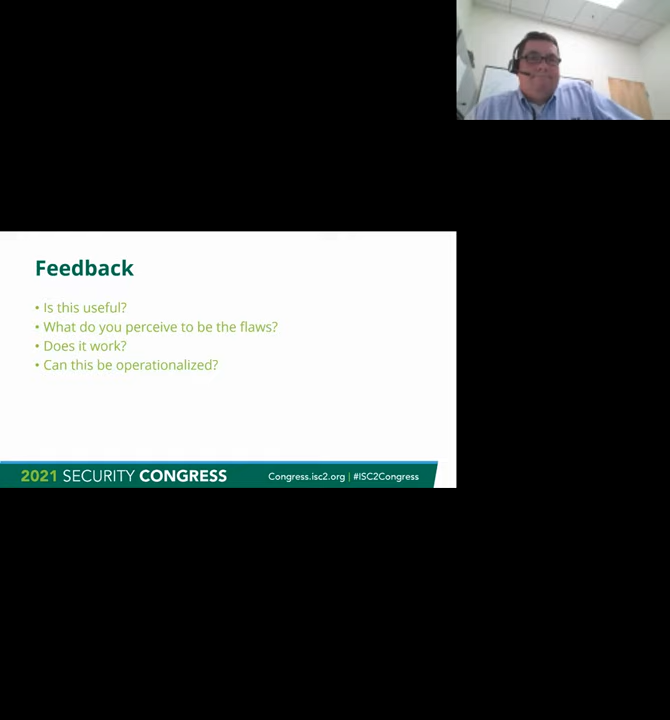 Feedback
• Is this useful?
• What do you perceive to be the flaws?
• Does it work?
• Can this be operationalized?
2021 SECURITY CONGRESS
Congress.isc2.org | #ISC2Congress